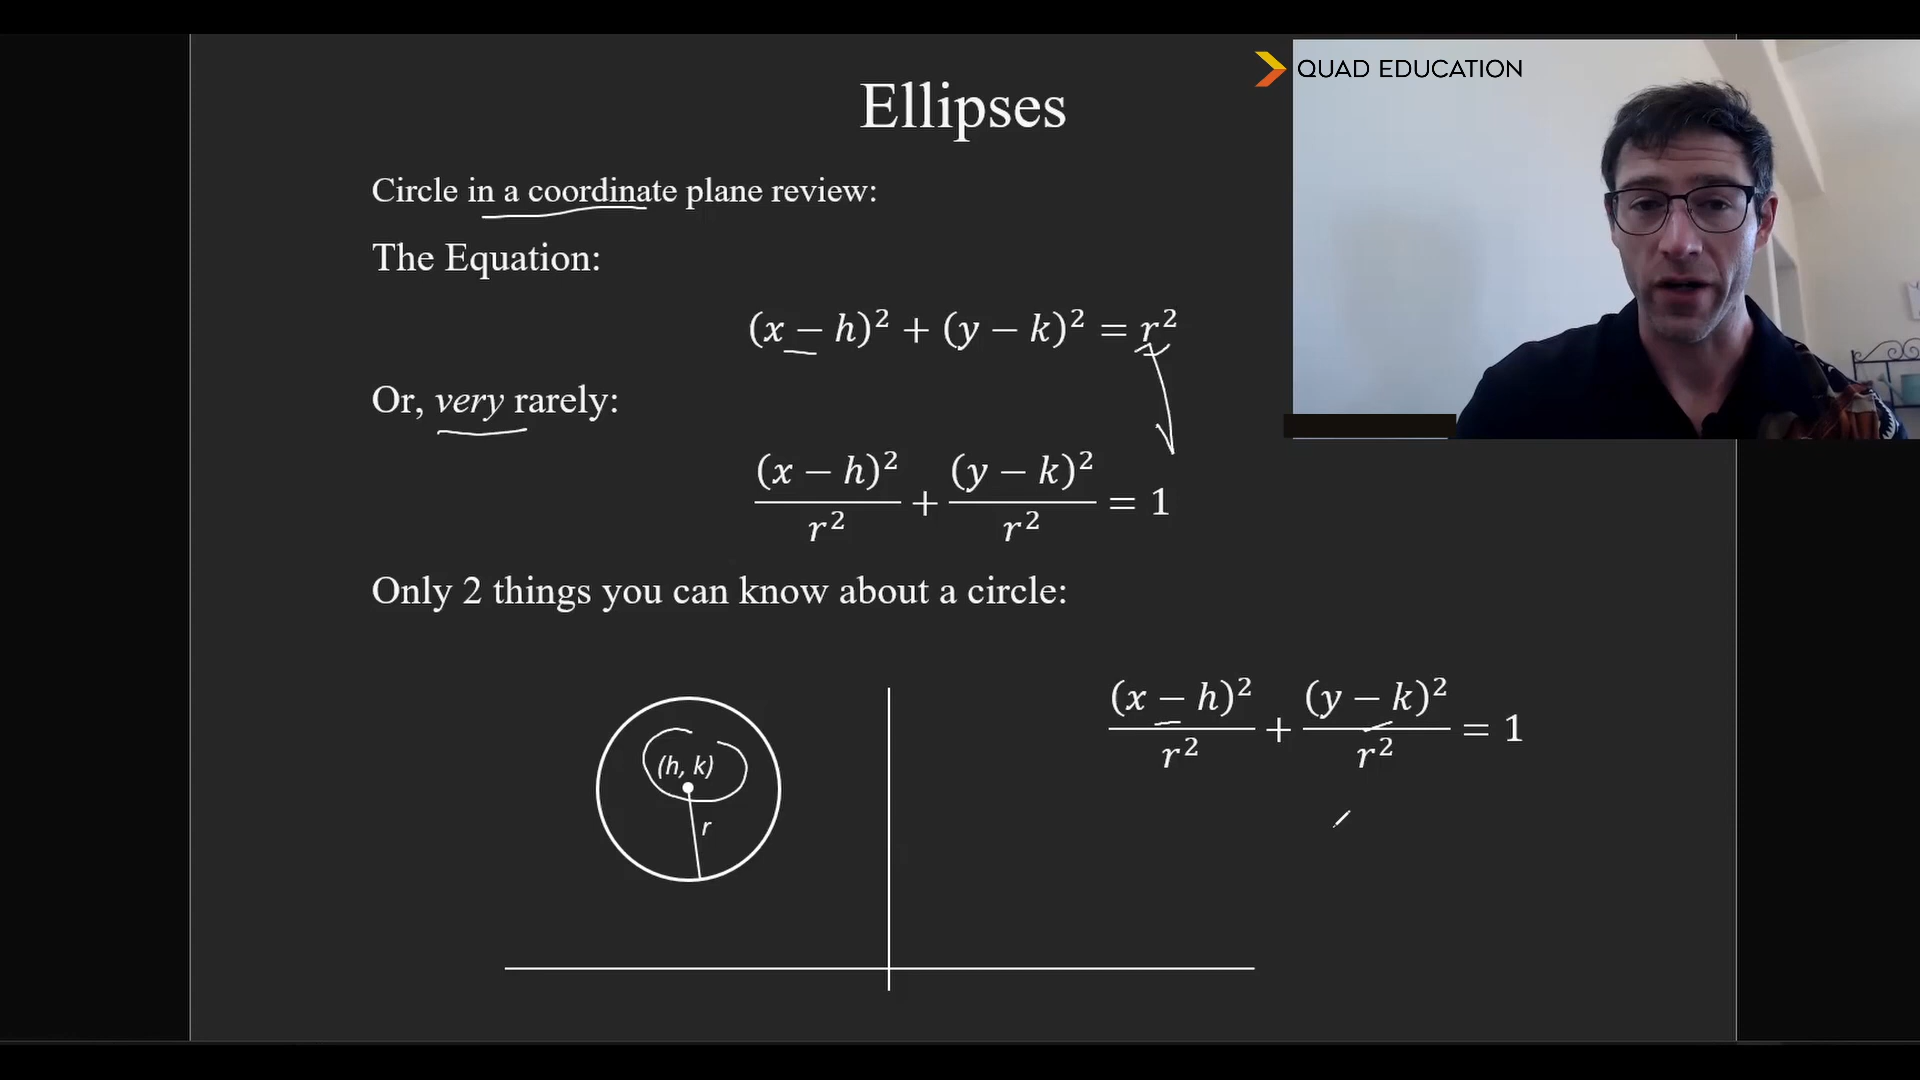 QUAD EDUCATION
Ellipses
Circle in a coordinate plane review:
The Equation:
(x − h)² + (y − k)² = r²
Or, very rarely:
(x − h)²/r² + (y − k)²/r² = 1
Only 2 things you can know about a circle:
(x − h)²/r² + (y − k)²/r² = 1
(h, k)
r